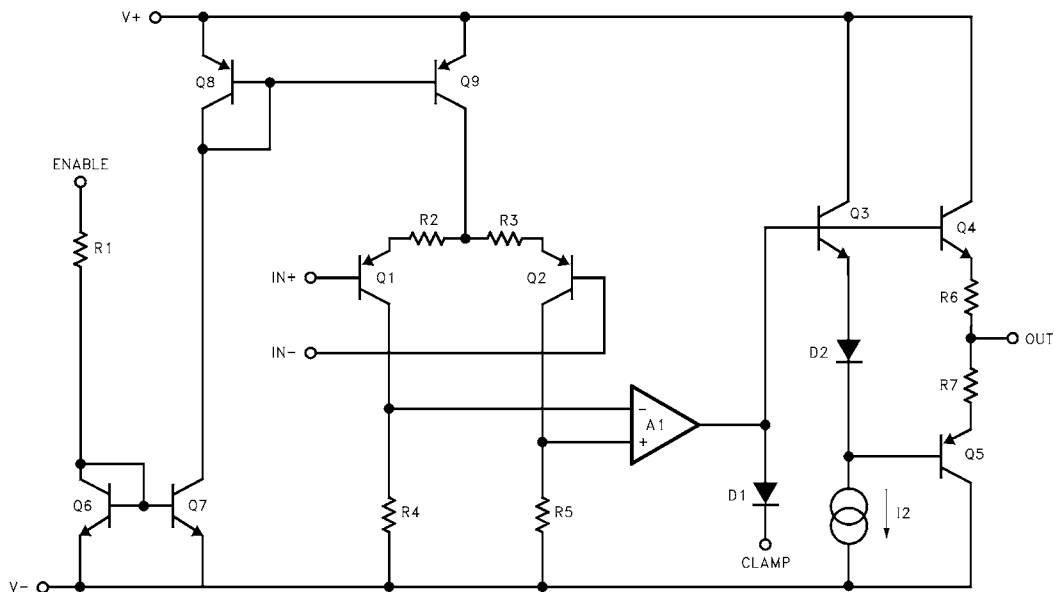 V+
Q8
Q9
ENABLE
R1
R2
R3
Q3
Q4
IN+
Q1
Q2
R6
IN-
D2
OUT
R7
-
A1
+
Q5
Q6
Q7
R4
R5
D1
I2
CLAMP
V-